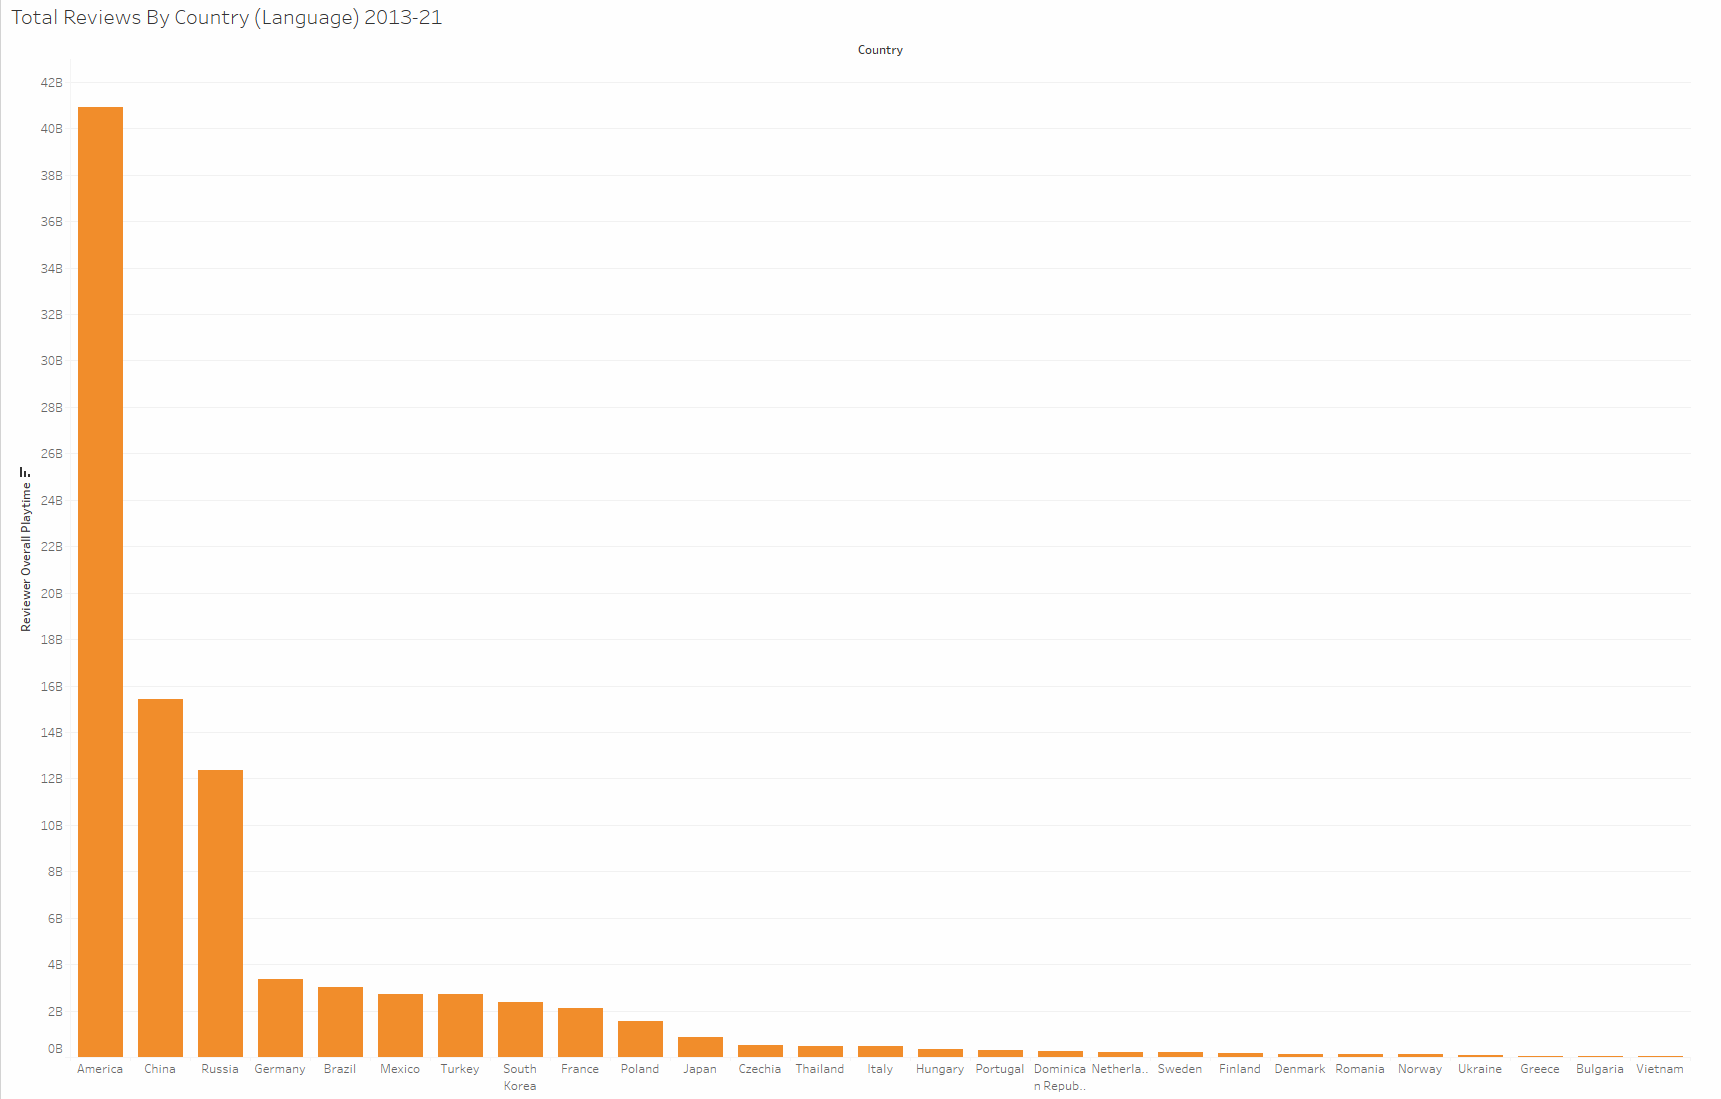 Total Reviews By Country (Language) 2013-21
Country
42B
40B
38B
36B
34B
32B
30B
28B
26B
24B
22B
20B
18B
16B
14B
12B
10B
8B
6B
4B
2B
0B
Reviewer Overall Playtime
America China Russia Germany Brazil Mexico Turkey South France Poland Japan Czechia Thailand Italy Hungary Portugal Dominica Netherla.. Sweden Finland Denmark Romania Norway Ukraine Greece Bulgaria Vietnam
Korea n Repub..